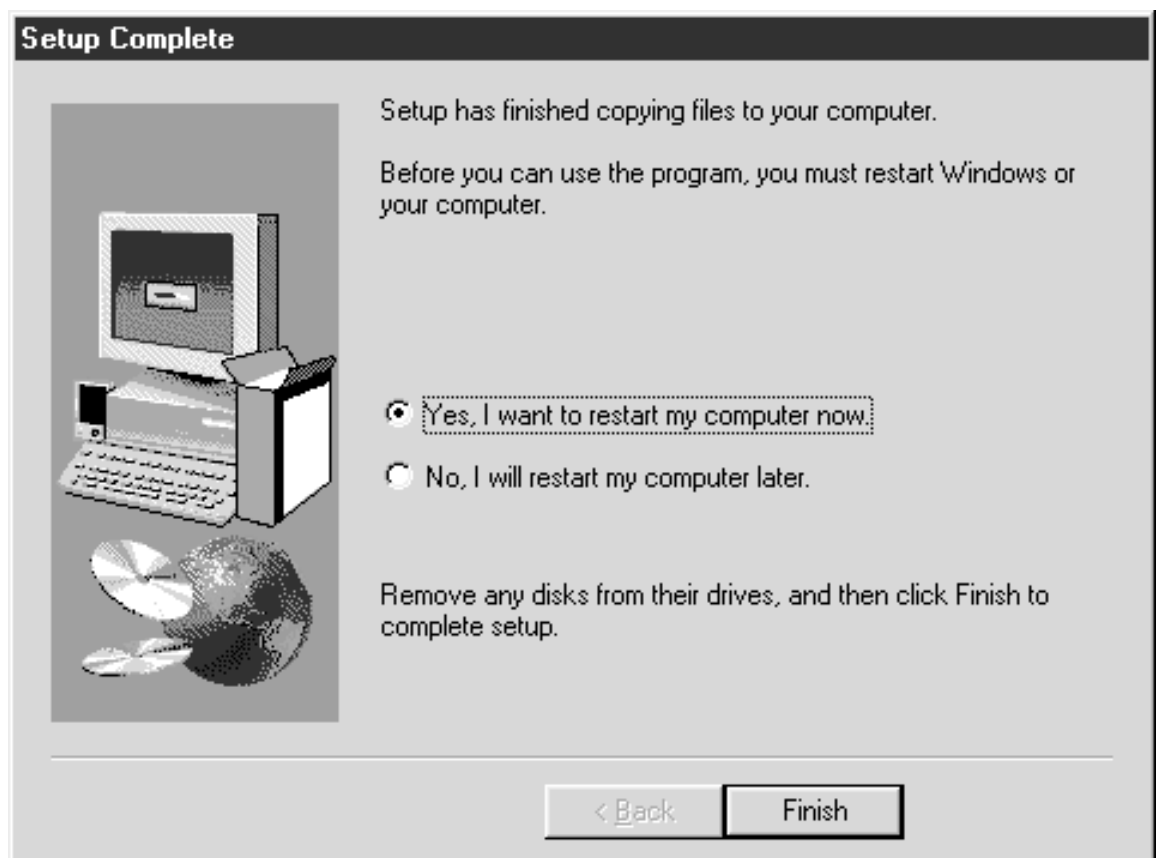 Setup Complete
Setup has finished copying files to your computer.
Before you can use the program, you must restart Windows or
your computer.
Yes, I want to restart my computer now.
No, I will restart my computer later.
Remove any disks from their drives, and then click Finish to
complete setup.
< Back
Finish